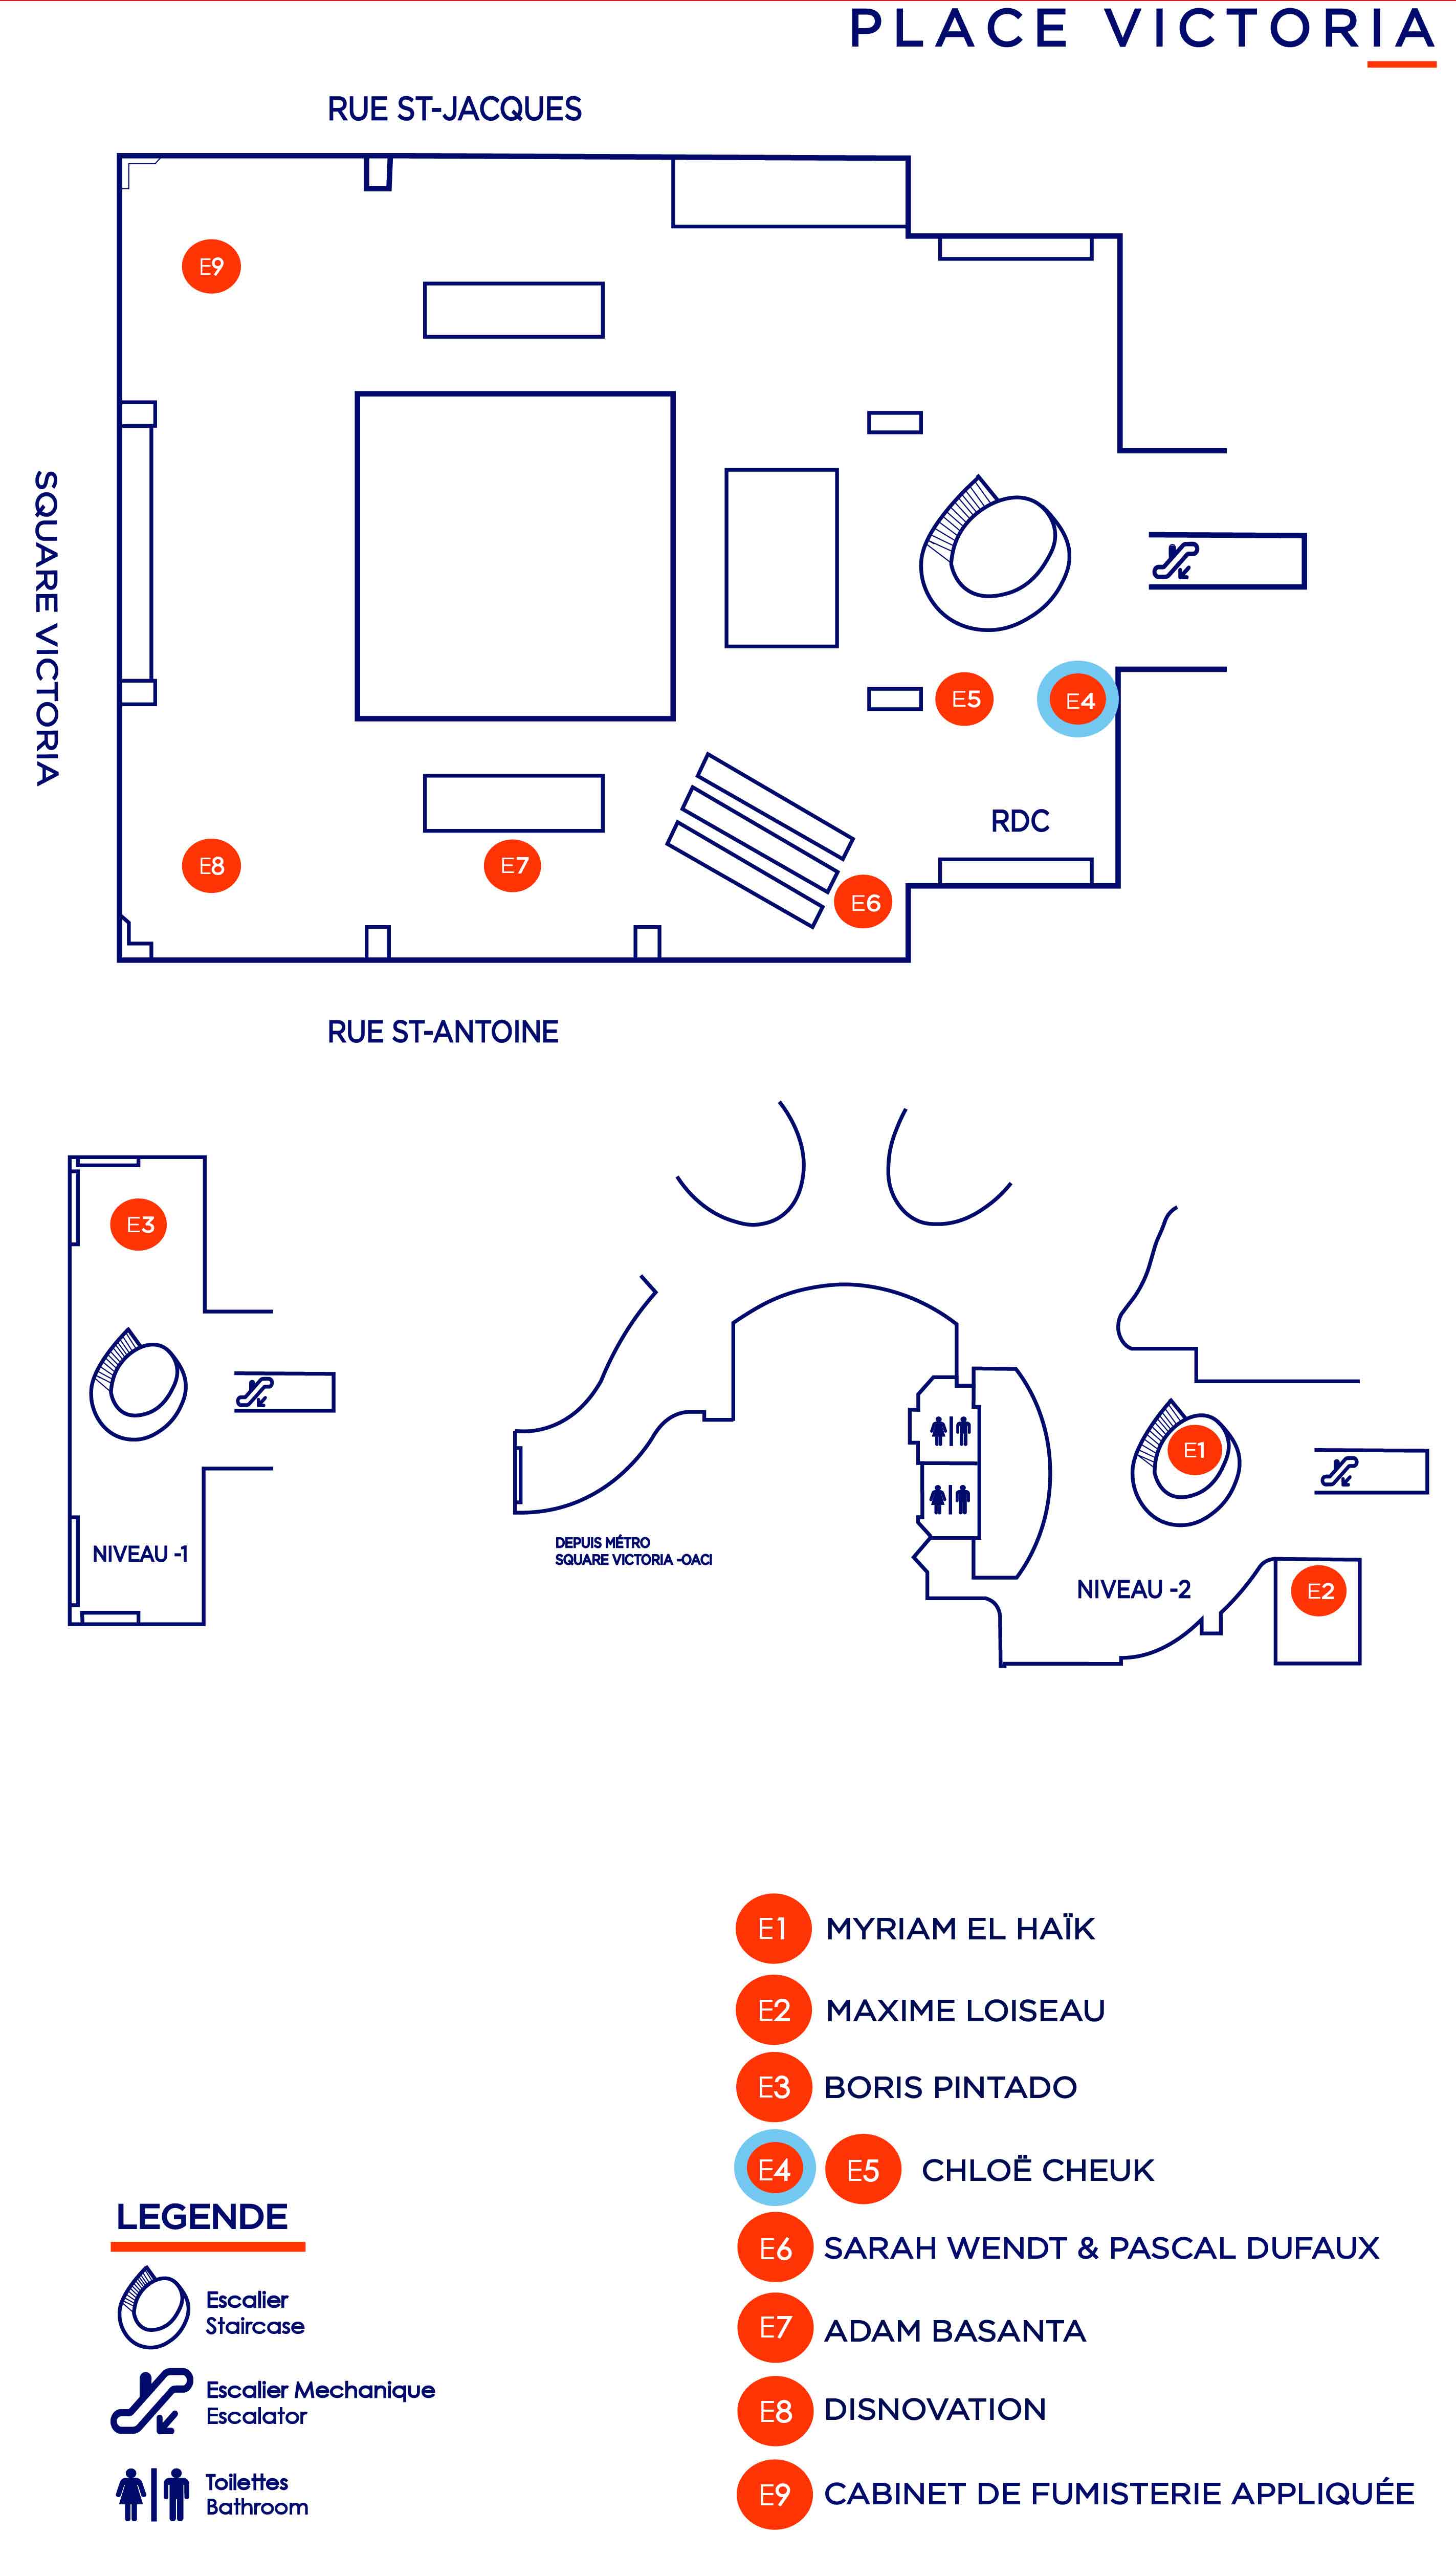 PLACE VICTORIA
RUE ST-JACQUES
E9
SQUARE VICTORIA
E5
E4
RDC
E8
E7
E6
RUE ST-ANTOINE
E3
NIVEAU -1
DEPUIS MÉTRO
SQUARE VICTORIA -OACI
E1
NIVEAU -2
E2
E1 MYRIAM EL HAÏK
E2 MAXIME LOISEAU
E3 BORIS PINTADO
E4 E5 CHLOË CHEUK
E6 SARAH WENDT & PASCAL DUFAUX
E7 ADAM BASANTA
E8 DISNOVATION
E9 CABINET DE FUMISTERIE APPLIQUÉE
LEGENDE
Escalier
Staircase
Escalier Mechanique
Escalator
Toilettes
Bathroom